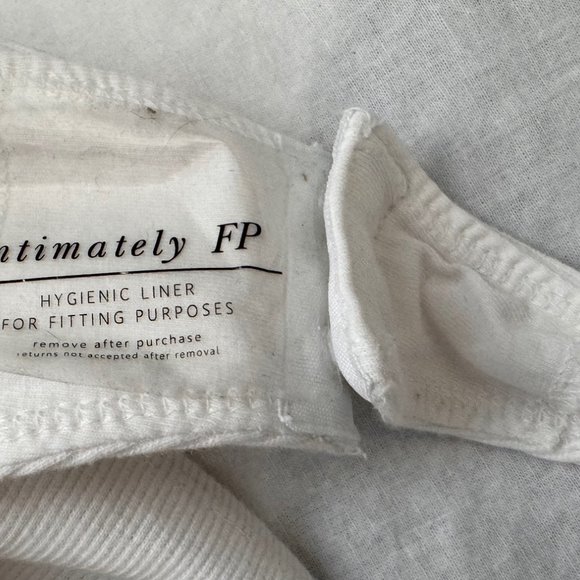 ntimately FP
HYGIENIC LINER
FOR FITTING PURPOSES
remove after purchase
returns not accepted after removal